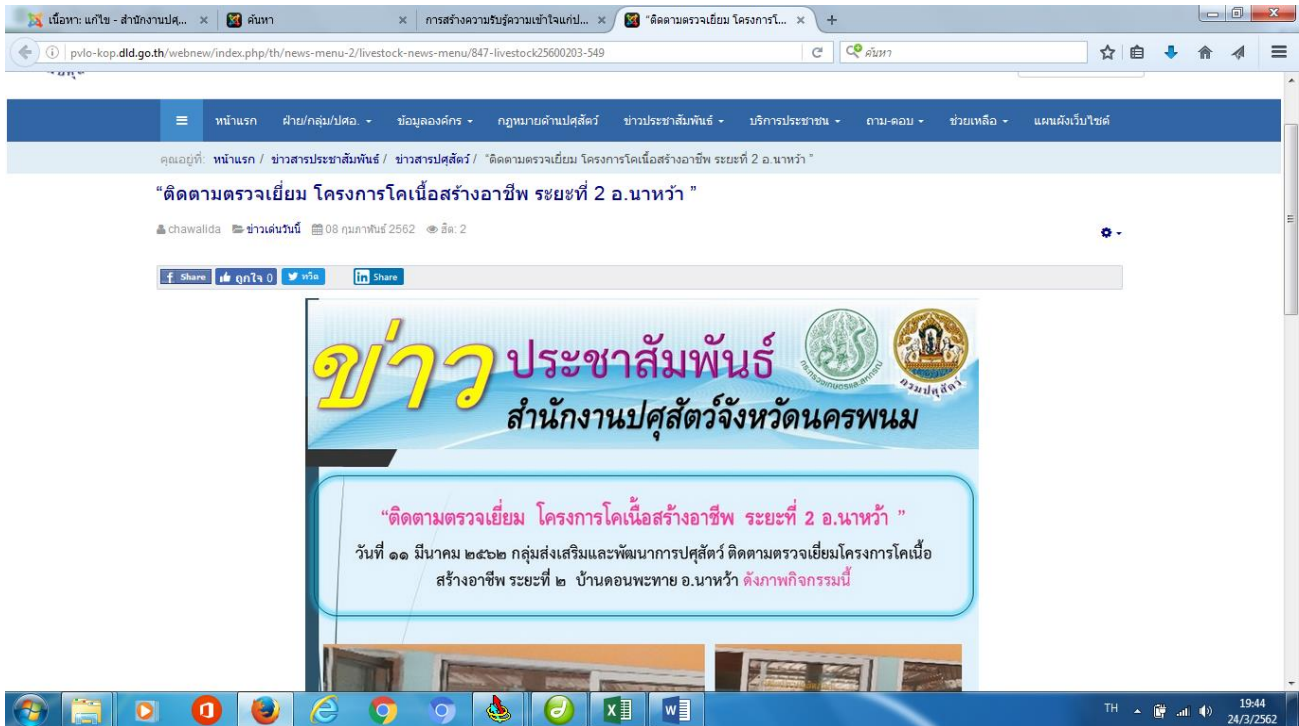 เนื้อหา: แก้ไข - สำนักงานปศุ...
ค้นหา
การสร้างความรับรู้ความเข้าใจแก่ป...
“ติดตามตรวจเยี่ยม โครงการโ...
pvlo-kop.dld.go.th/webnew/index.php/th/news-menu-2/livestock-news-menu/847-livestock25600203-549
ค้นหา
หน้าแรก ฝ่าย/กลุ่ม/ปศอ. ข้อมูลองค์กร กฎหมายด้านปศุสัตว์ ข่าวประชาสัมพันธ์ บริการประชาชน ถาม-ตอบ ช่วยเหลือ แผนผังเว็บไซต์
คุณอยู่ที่: หน้าแรก / ข่าวสารประชาสัมพันธ์ / ข่าวสารปศุสัตว์ / “ติดตามตรวจเยี่ยม โครงการโคเนื้อสร้างอาชีพ ระยะที่ 2 อ.นาหว้า ”
“ติดตามตรวจเยี่ยม โครงการโคเนื้อสร้างอาชีพ ระยะที่ 2 อ.นาหว้า ”
chawalida ข่าวเด่นวันนี้ 08 กุมภาพันธ์ 2562 ฮิต: 2
Share ถูกใจ 0 ทวีต in Share
ข่าว ประชาสัมพันธ์
สำนักงานปศุสัตว์จังหวัดนครพนม
กรมปศุสัตว์
“ติดตามตรวจเยี่ยม โครงการโคเนื้อสร้างอาชีพ ระยะที่ 2 อ.นาหว้า ”
วันที่ ๑๑ มีนาคม ๒๕๖๒ กลุ่มส่งเสริมและพัฒนาการปศุสัตว์ ติดตามตรวจเยี่ยมโครงการโคเนื้อ
สร้างอาชีพ ระยะที่ ๒ บ้านดอนพะทาย อ.นาหว้า ดังภาพกิจกรรมนี้
TH
19:44
24/3/2562